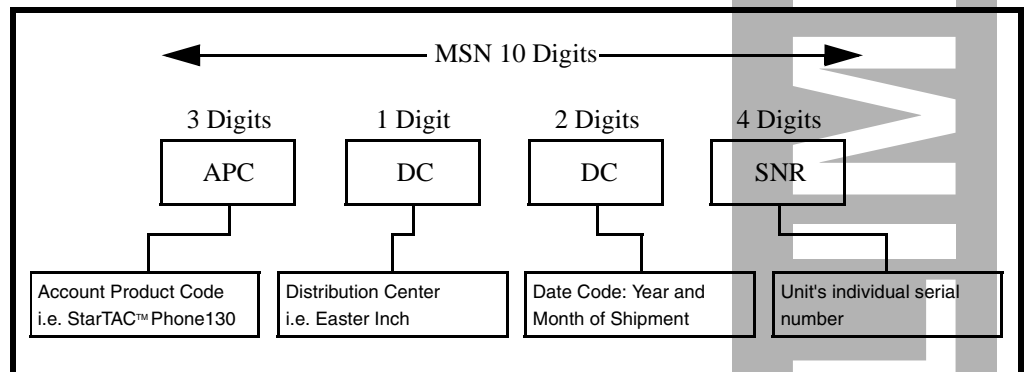 MSN 10 Digits
3 Digits
1 Digit
2 Digits
4 Digits
APC
DC
DC
SNR
Account Product Code
i.e. StarTAC™ Phone130
Distribution Center
i.e. Easter Inch
Date Code: Year and
Month of Shipment
Unit's individual serial
number